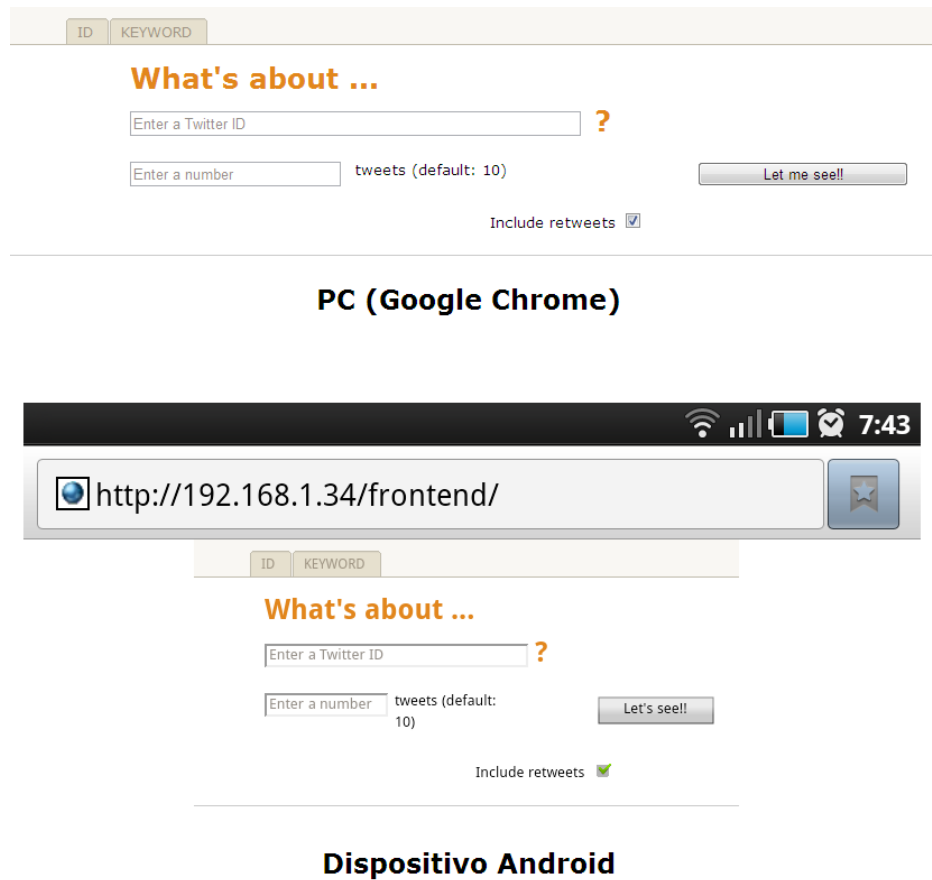 ID KEYWORD
What's about ...
Enter a Twitter ID ?
Enter a number tweets (default: 10) Let me see!!
Include retweets
PC (Google Chrome)
7:43
http://192.168.1.34/frontend/
ID KEYWORD
What's about ...
Enter a Twitter ID ?
Enter a number tweets (default: Let's see!!
10)
Include retweets
Dispositivo Android